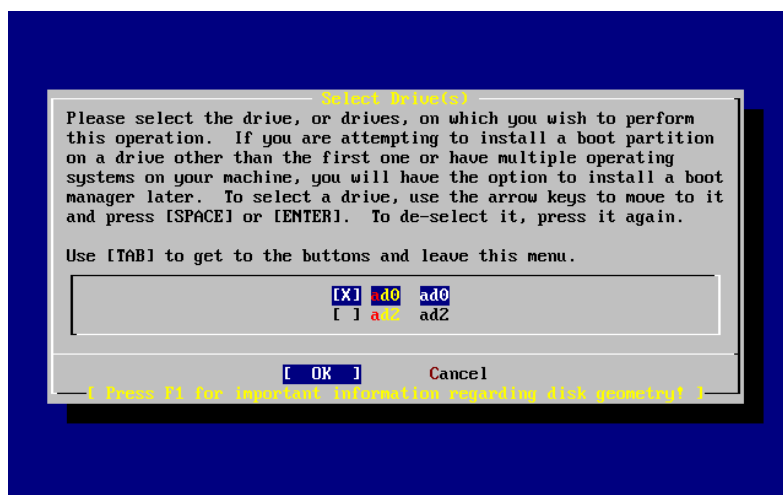 Select Drive(s)
Please select the drive, or drives, on which you wish to perform
this operation.  If you are attempting to install a boot partition
on a drive other than the first one or have multiple operating
systems on your machine, you will have the option to install a boot
manager later.  To select a drive, use the arrow keys to move to it
and press [SPACE] or [ENTER].  To de-select it, press it again.
Use [TAB] to get to the buttons and leave this menu.
[X] ad0 ad0
[ ] ad2 ad2
[ OK ] Cancel
[ Press F1 for important information regarding disk geometry! ]